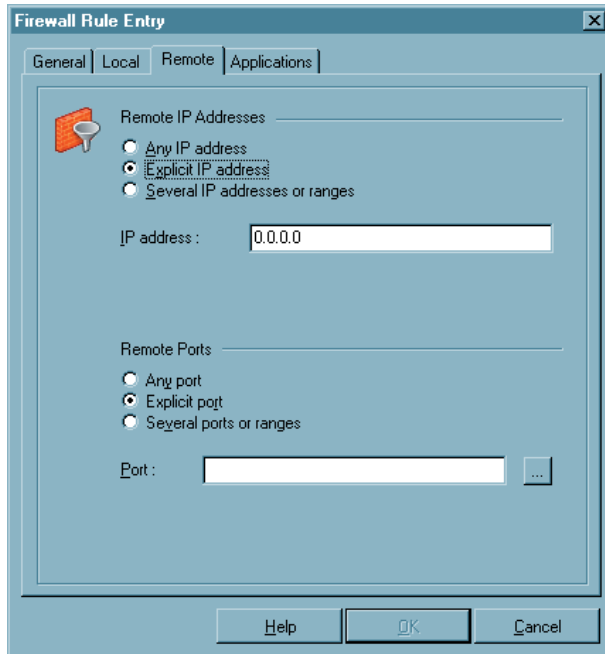 Firewall Rule Entry
General Local Remote Applications
Remote IP Addresses
Any IP address
Explicit IP address
Several IP addresses or ranges
IP address : 0.0.0.0
Remote Ports
Any port
Explicit port
Several ports or ranges
Port : ...
Help OK Cancel